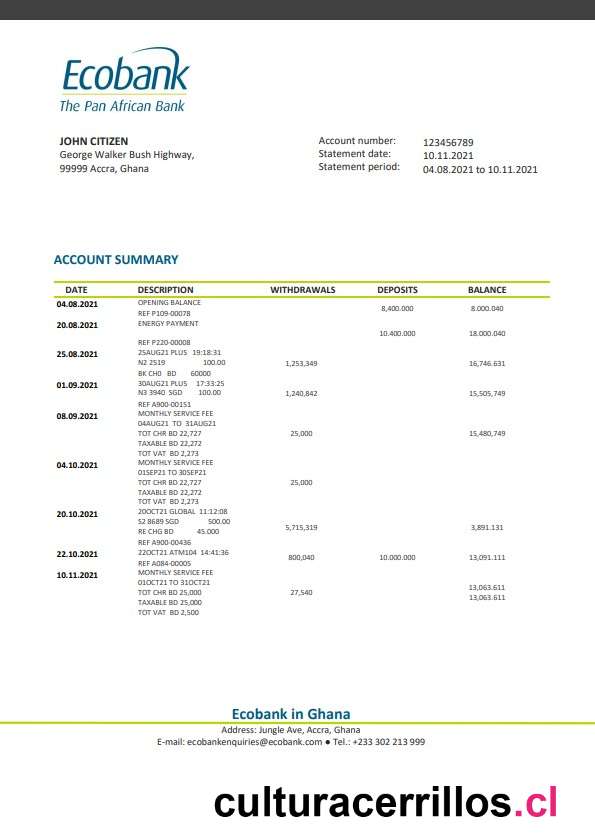 Ecobank
The Pan African Bank
JOHN CITIZEN
George Walker Bush Highway,
99999 Accra, Ghana
Account number: 123456789
Statement date: 10.11.2021
Statement period: 04.08.2021 to 10.11.2021
ACCOUNT SUMMARY
DATE DESCRIPTION WITHDRAWALS DEPOSITS BALANCE
04.08.2021 OPENING BALANCE
8,400.000 8.000.040
REF P109-00078
20.08.2021 ENERGY PAYMENT
10.400.000 18.000.040
REF P220-00008
25.08.2021 25AUG21 PLUS 19:18:31
N2 2519 100.00 1,253,349 16,746.631
BK CH0 BD 60000
01.09.2021 30AUG21 PLUS 17:33:25
N3 3940 SGD 100.00 1,240,842 15,505,749
REF A900-00151
08.09.2021 MONTHLY SERVICE FEE
04AUG21 TO 31AUG21
TOT CHR BD 22,727 25,000 15,480,749
TAXABLE BD 22,272
TOT VAT BD 2,273
04.10.2021 MONTHLY SERVICE FEE
01SEP21 TO 30SEP21
TOT CHR BD 22,727 25,000
TAXABLE BD 22,272
TOT VAT BD 2,273
20.10.2021 20OCT21 GLOBAL 11:12:08
S2 8689 SGD 500.00
5,715,319 3,891.131
RE CHG BD 45.000
REF A900-00436
22.10.2021 22OCT21 ATM104 14:41:36
800,040 10.000.000 13,091.111
REF A084-00005
10.11.2021 MONTHLY SERVICE FEE
01OCT21 TO 31OCT21
13,063.611
TOT CHR BD 25,000 27,540
13,063.611
TAXABLE BD 25,000
TOT VAT BD 2,500
Ecobank in Ghana
Address: Jungle Ave, Accra, Ghana
E-mail: ecobankenquiries@ecobank.com ● Tel.: +233 302 213 999
culturacerrillos.cl